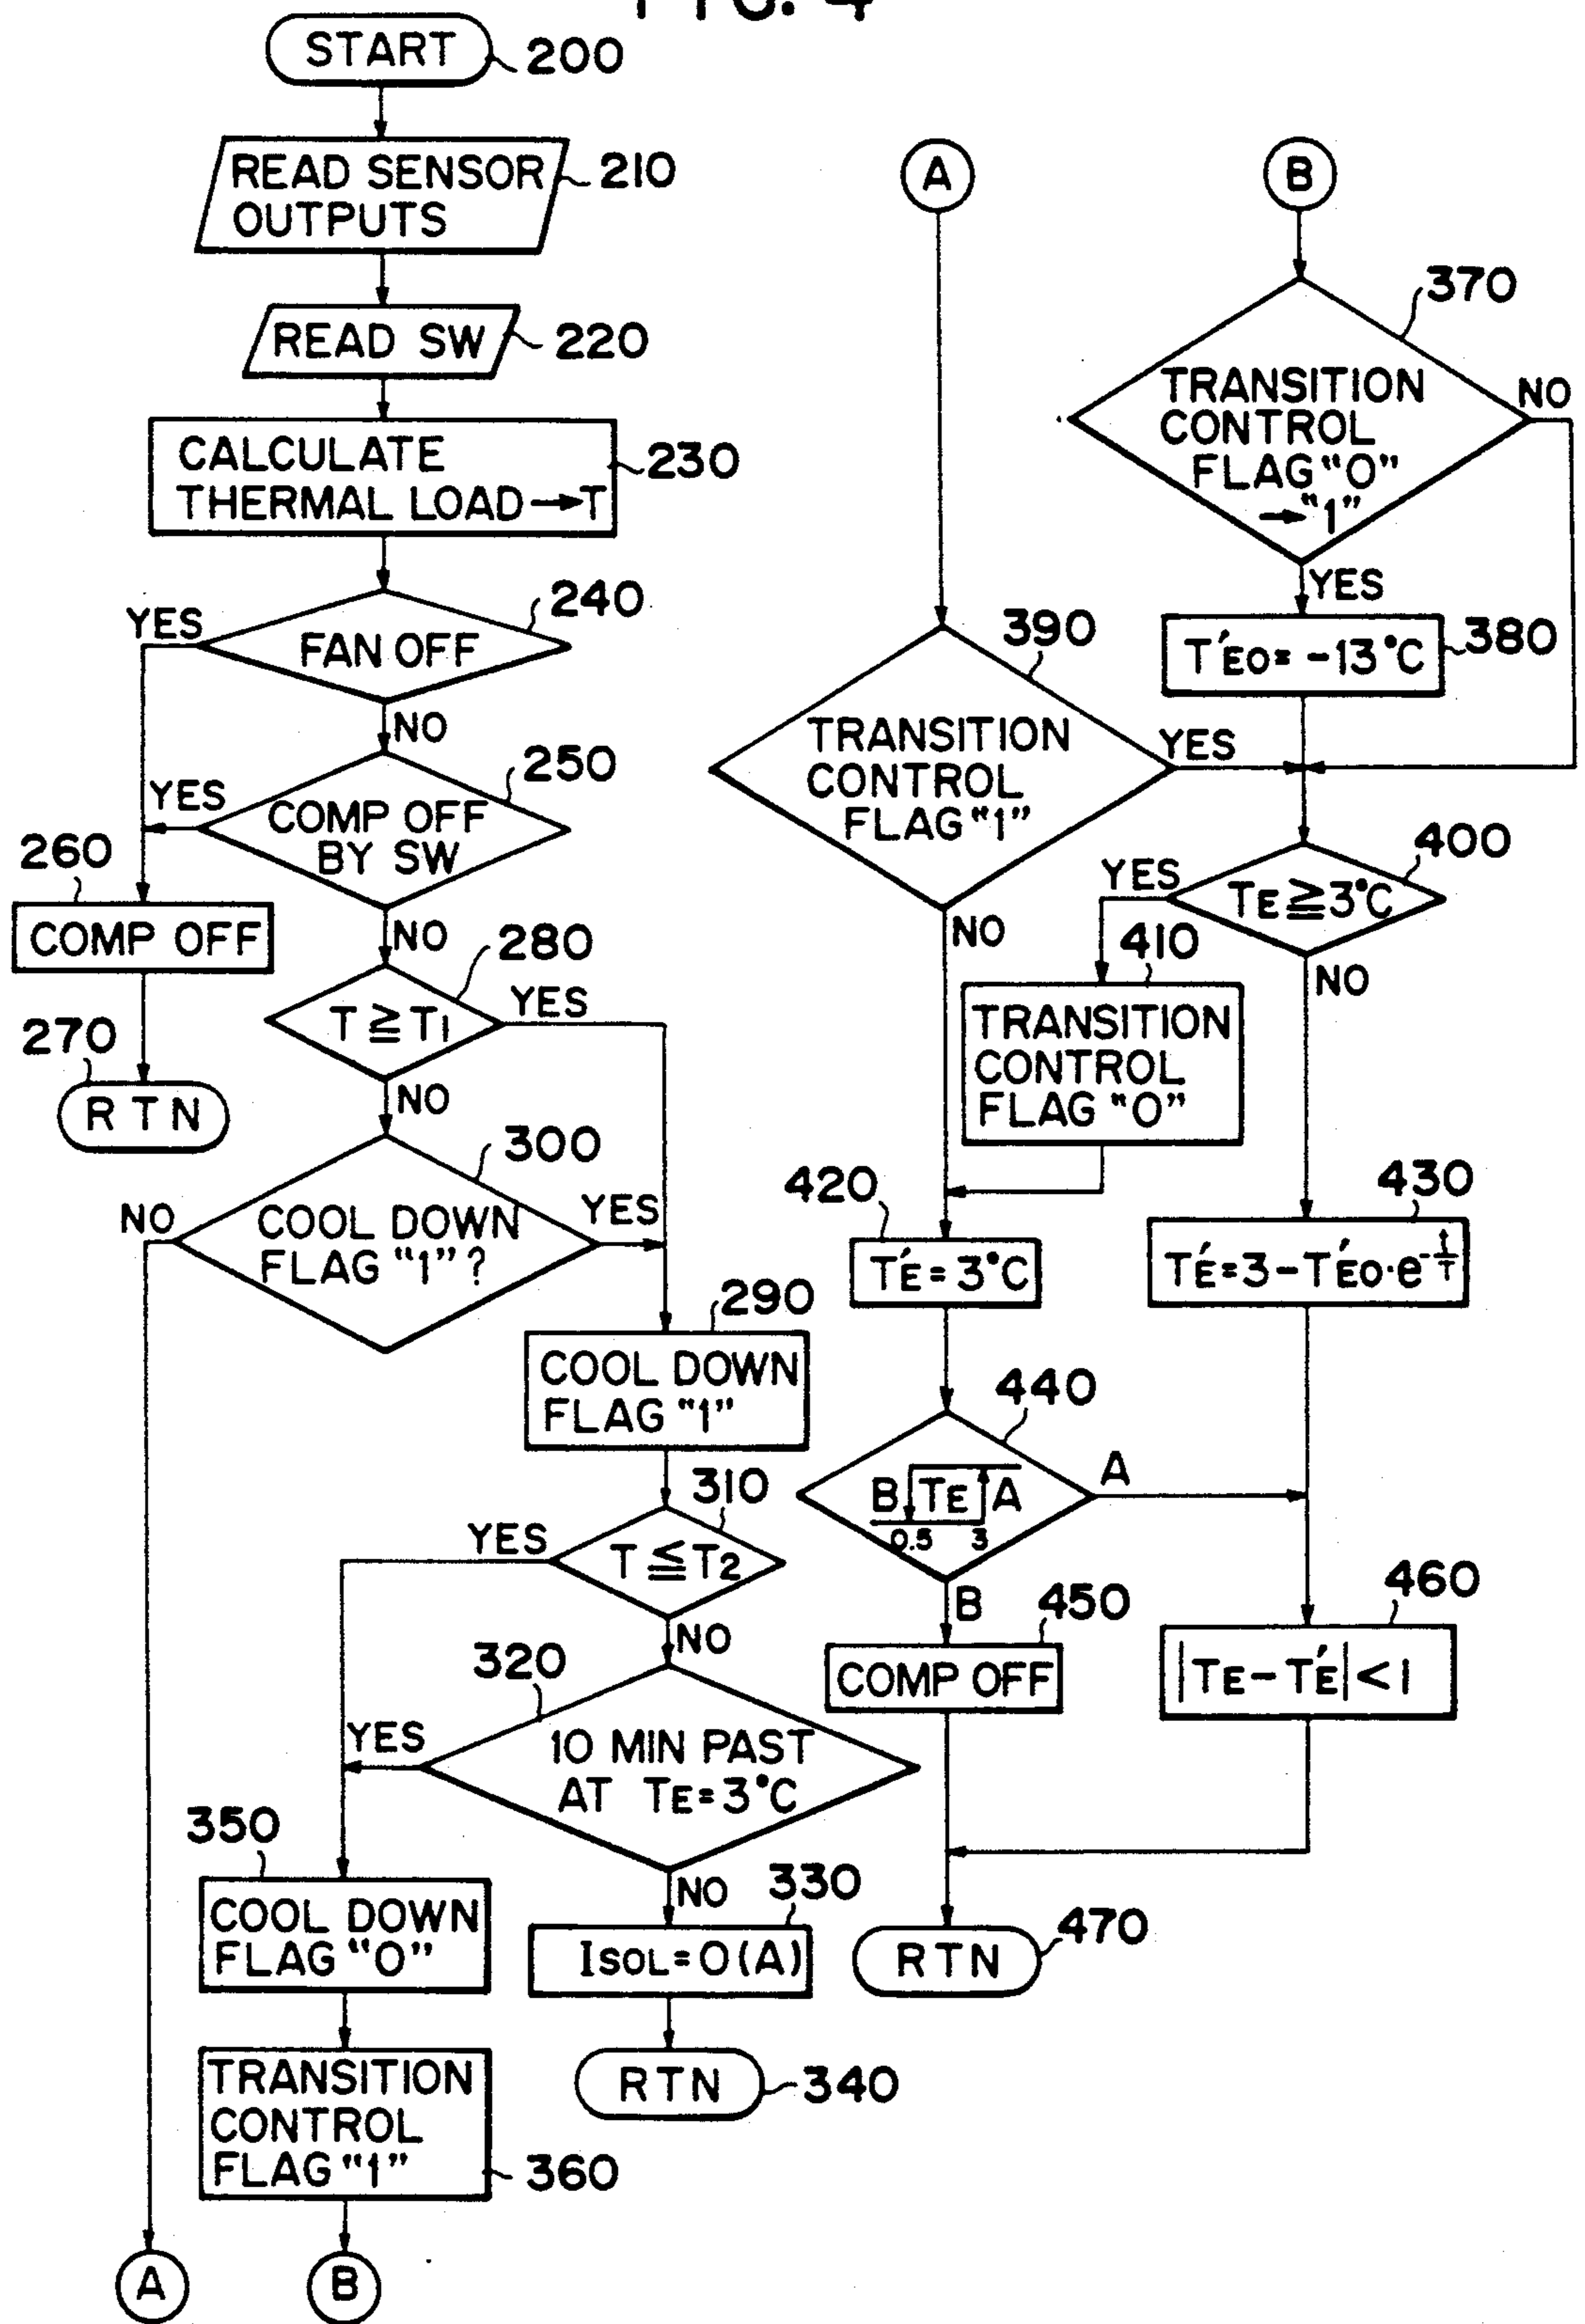 FIG. 4
START
200
READ SENSOR
OUTPUTS
210
READ SW
220
CALCULATE
THERMAL LOAD→T
230
FAN OFF
240
YES
NO
COMP OFF
BY SW
250
YES
NO
260
COMP OFF
270
RTN
T ≧ T1
280
YES
NO
COOL DOWN
FLAG "1"?
300
NO
YES
290
COOL DOWN
FLAG "1"
T ≦ T2
310
YES
NO
320
10 MIN PAST
AT TE=3°C
YES
NO
330
ISOL=0(A)
RTN
340
350
COOL DOWN
FLAG "0"
TRANSITION
CONTROL
FLAG "1"
360
A
B
A
B
370
TRANSITION
CONTROL
FLAG "0"
→"1"
NO
YES
T'EO=-13°C
380
390
TRANSITION
CONTROL
FLAG "1"
YES
NO
400
TE≧3°C
YES
NO
410
TRANSITION
CONTROL
FLAG "0"
420
T'E=3°C
430
T'E=3-T'EO·e-t/T
440
B TE A
0.5 3
A
B
450
COMP OFF
460
|TE-T'E|<1
RTN
470